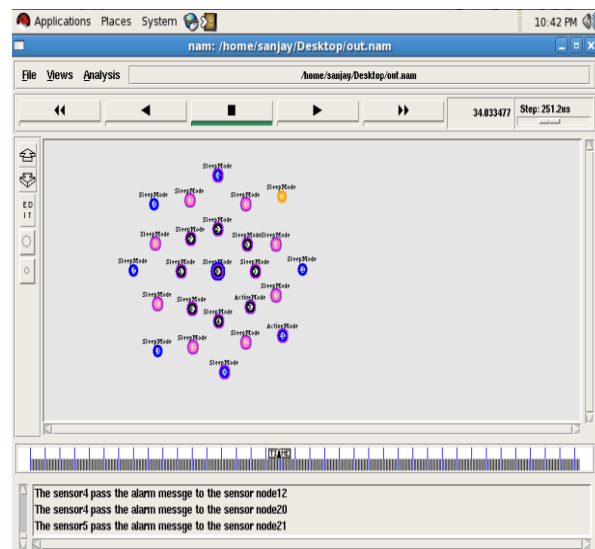 Applications Places System 10:42 PM
nam: /home/sanjay/Desktop/out.nam
File Views Analysis /home/sanjay/Desktop/out.nam
34.033477 Step: 251.2us
ED
IT
SleepMode
SleepMode SleepMode SleepMode SleepMode
SleepMode
SleepMode SleepMode SleepModeSleepMode
SleepMode SleepMode SleepMode SleepMode SleepMode
SleepMode
SleepMode SleepMode ActiveMode
SleepMode
ActiveMode
SleepMode SleepMode SleepMode
SleepMode
TIME
The sensor4 pass the alarm messge to the sensor node12
The sensor4 pass the alarm messge to the sensor node20
The sensor5 pass the alarm messge to the sensor node21